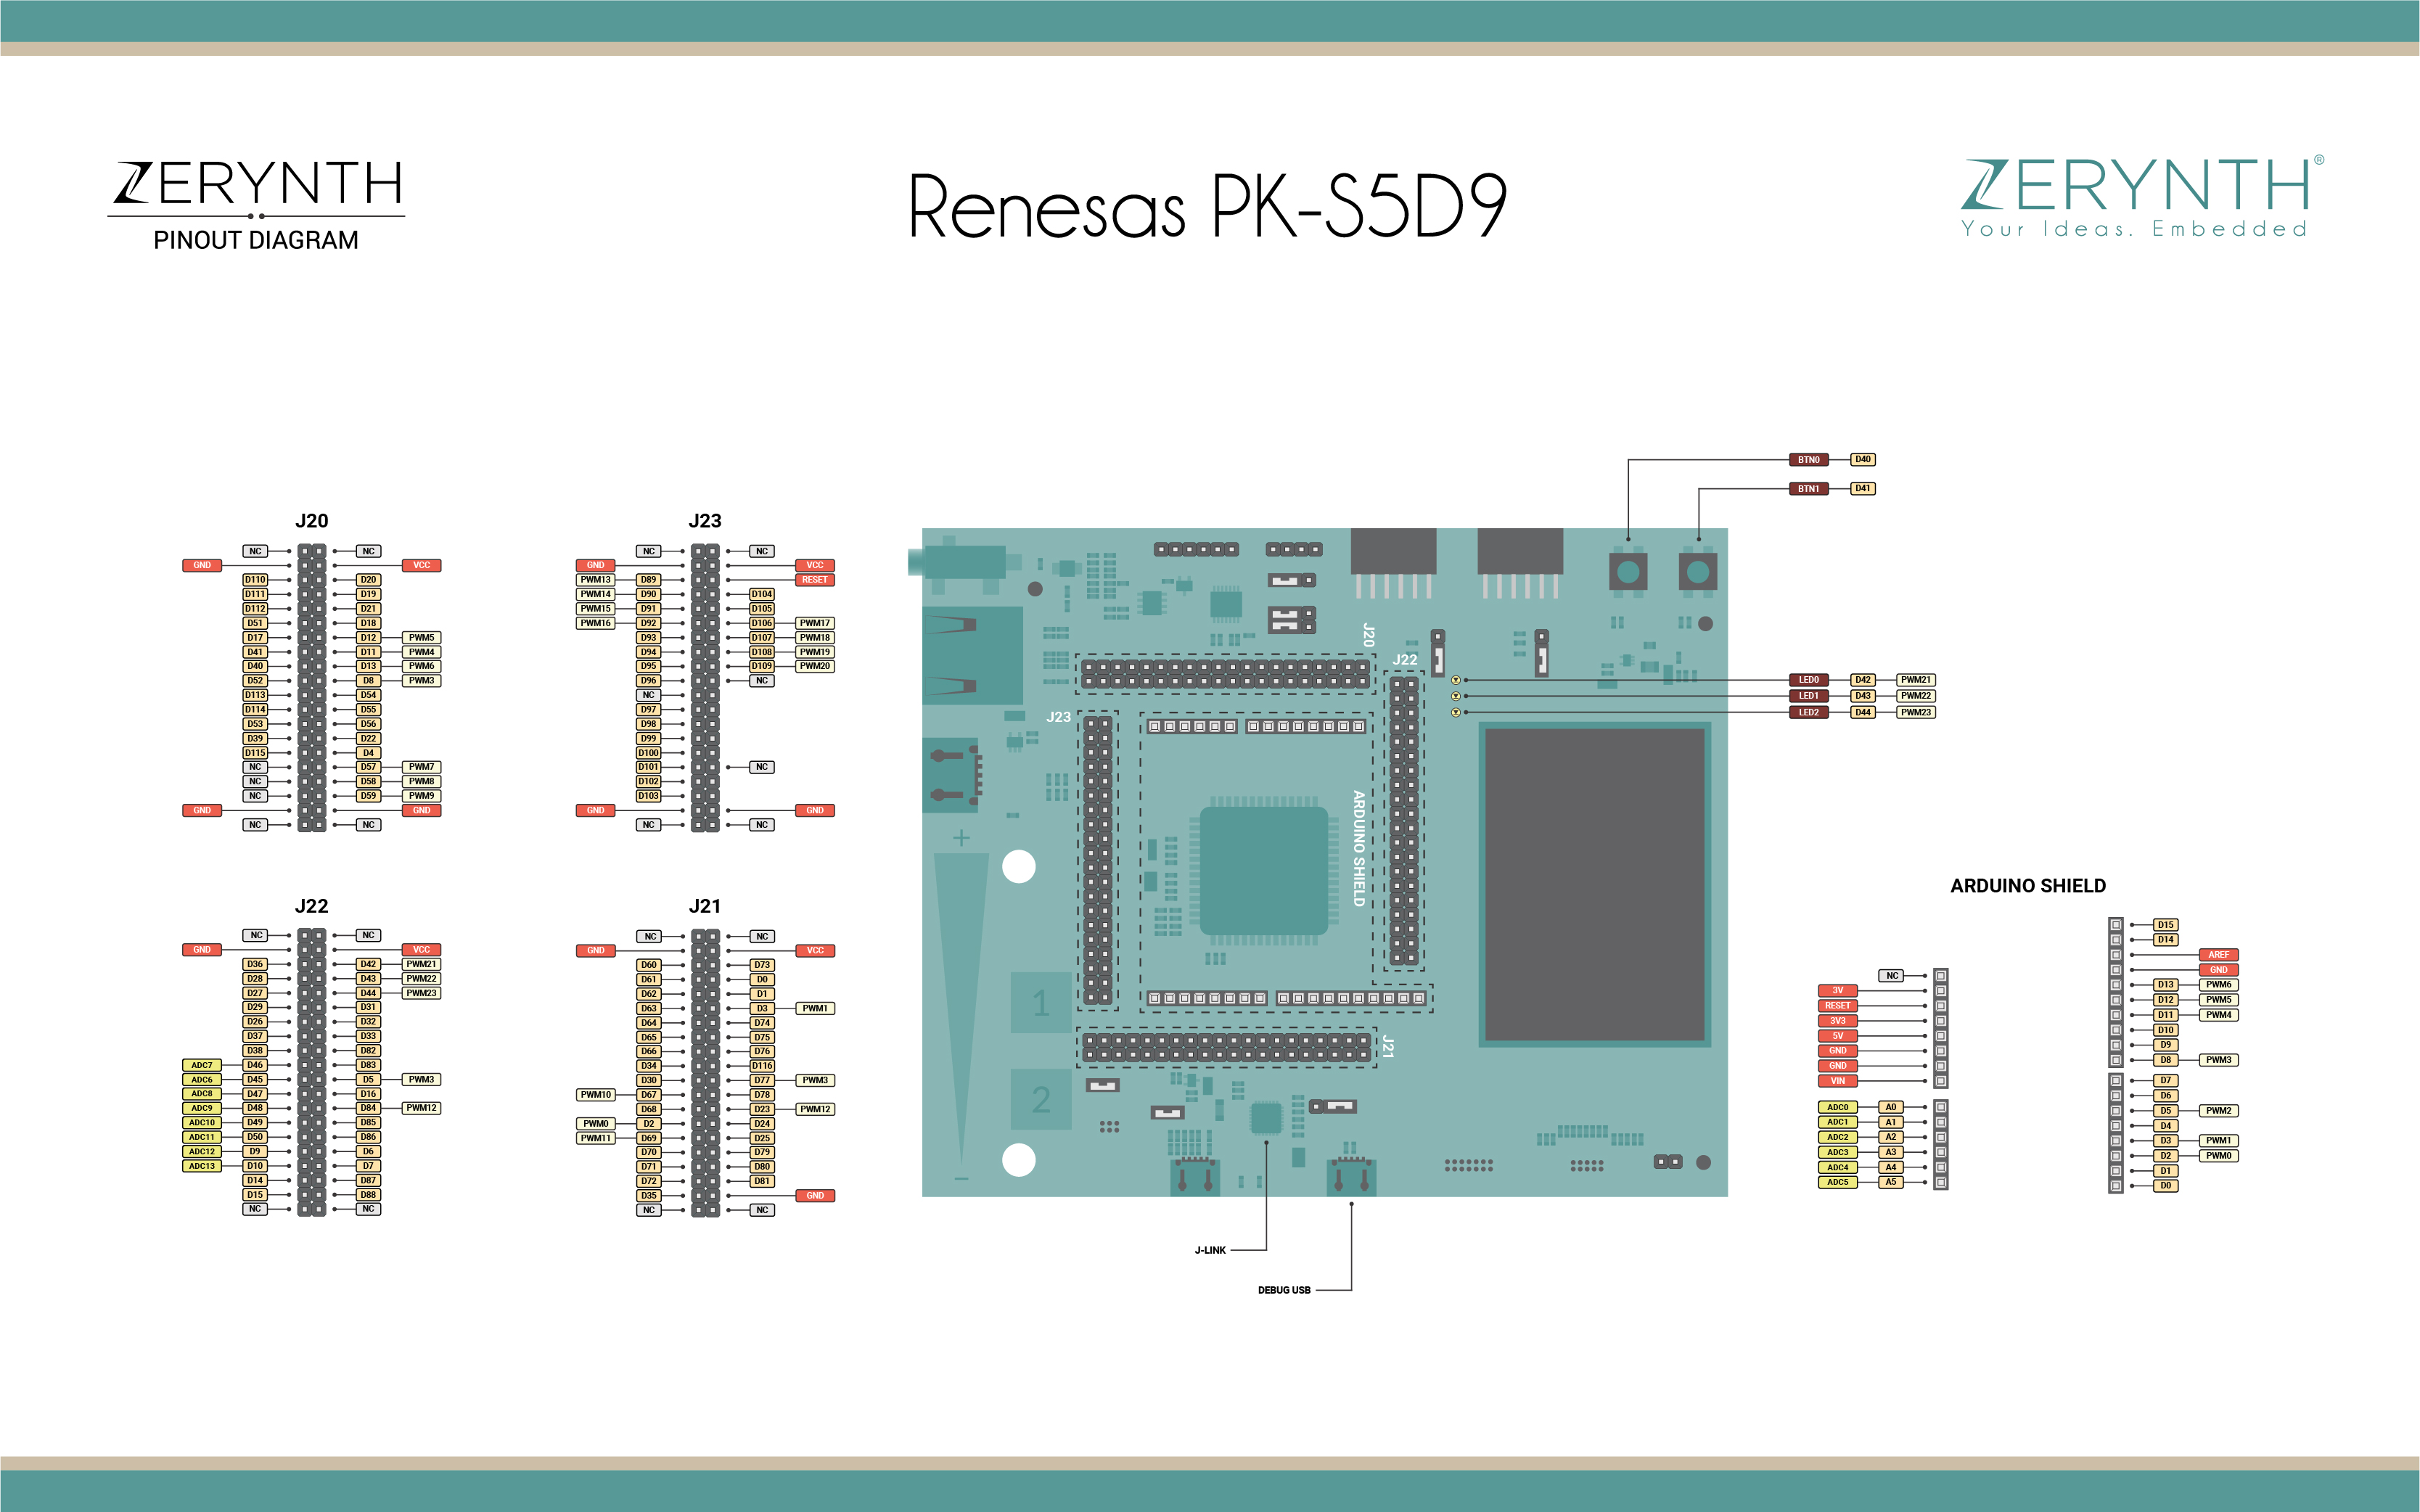 ZERYNTH
PINOUT DIAGRAM
Renesas PK-S5D9
ZERYNTH®
Your Ideas. Embedded
BTN0 D40
BTN1 D41
J20
NC NC
GND VCC
D110 D20
D111 D19
D112 D21
D51 D18
D17 D12 PWM5
D41 D11 PWM4
D40 D13 PWM6
D52 D8 PWM3
D113 D54
D114 D55
D53 D56
D39 D22
D115 D4
NC D57 PWM7
NC D58 PWM8
NC D59 PWM9
GND GND
NC NC
J23
NC NC
GND VCC
PWM13 D89 RESET
PWM14 D90 D104
PWM15 D91 D105
PWM16 D92 D106 PWM17
D93 D107 PWM18
D94 D108 PWM19
D95 D109 PWM20
D96 NC
NC
D97
D98
D99
D100
D101 NC
D102
D103
GND GND
NC NC
J22
NC NC
GND VCC
D36 D42 PWM21
D28 D43 PWM22
D27 D44 PWM23
D29 D31
D26 D32
D37 D33
D38 D82
ADC7 D46 D83
ADC6 D45 D5 PWM3
ADC8 D47 D16
ADC9 D48 D84 PWM12
ADC10 D49 D85
ADC11 D50 D86
ADC12 D9 D6
ADC13 D10 D7
D14 D87
D15 D88
NC NC
J21
NC NC
GND VCC
D60 D73
D61 D0
D62 D1
D63 D3 PWM1
D64 D74
D65 D75
D66 D76
D34 D116
D30 D77 PWM3
PWM10 D67 D78
D68 D23 PWM12
PWM0 D2 D24
PWM11 D69 D25
D70 D79
D71 D80
D72 D81
D35 GND
NC NC
J20
J22
J23
ARDUINO SHIELD
J21
+
1
2
−
LED0 D42 PWM21
LED1 D43 PWM22
LED2 D44 PWM23
J-LINK
DEBUG USB
ARDUINO SHIELD
NC
3V
RESET
3V3
5V
GND
GND
VIN
ADC0 A0
ADC1 A1
ADC2 A2
ADC3 A3
ADC4 A4
ADC5 A5
D15
D14
AREF
GND
D13 PWM6
D12 PWM5
D11 PWM4
D10
D9
D8 PWM3
D7
D6
D5 PWM2
D4
D3 PWM1
D2 PWM0
D1
D0